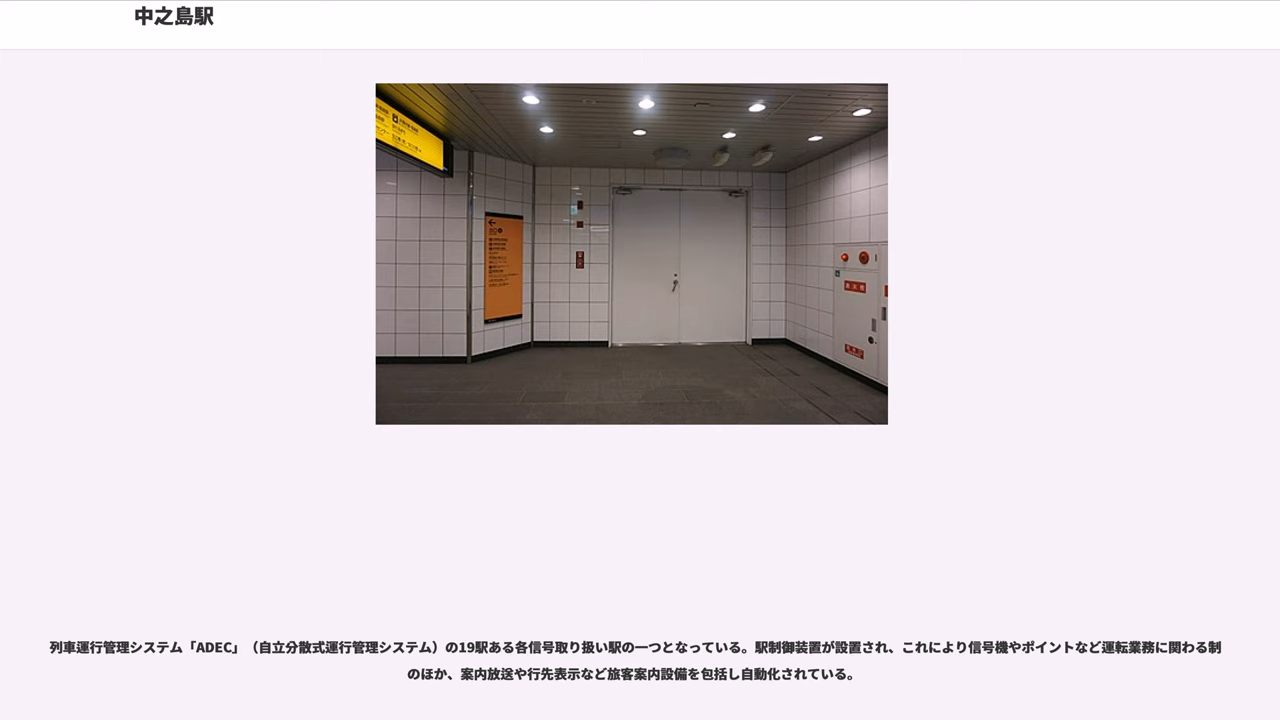 中之島駅
消火栓
列車運行管理システム「ADEC」（自立分散式運行管理システム）の19駅ある各信号取り扱い駅の一つとなっている。駅制御装置が設置され、これにより信号機やポイントなど運転業務に関わる制
のほか、案内放送や行先表示など旅客案内設備を包括し自動化されている。